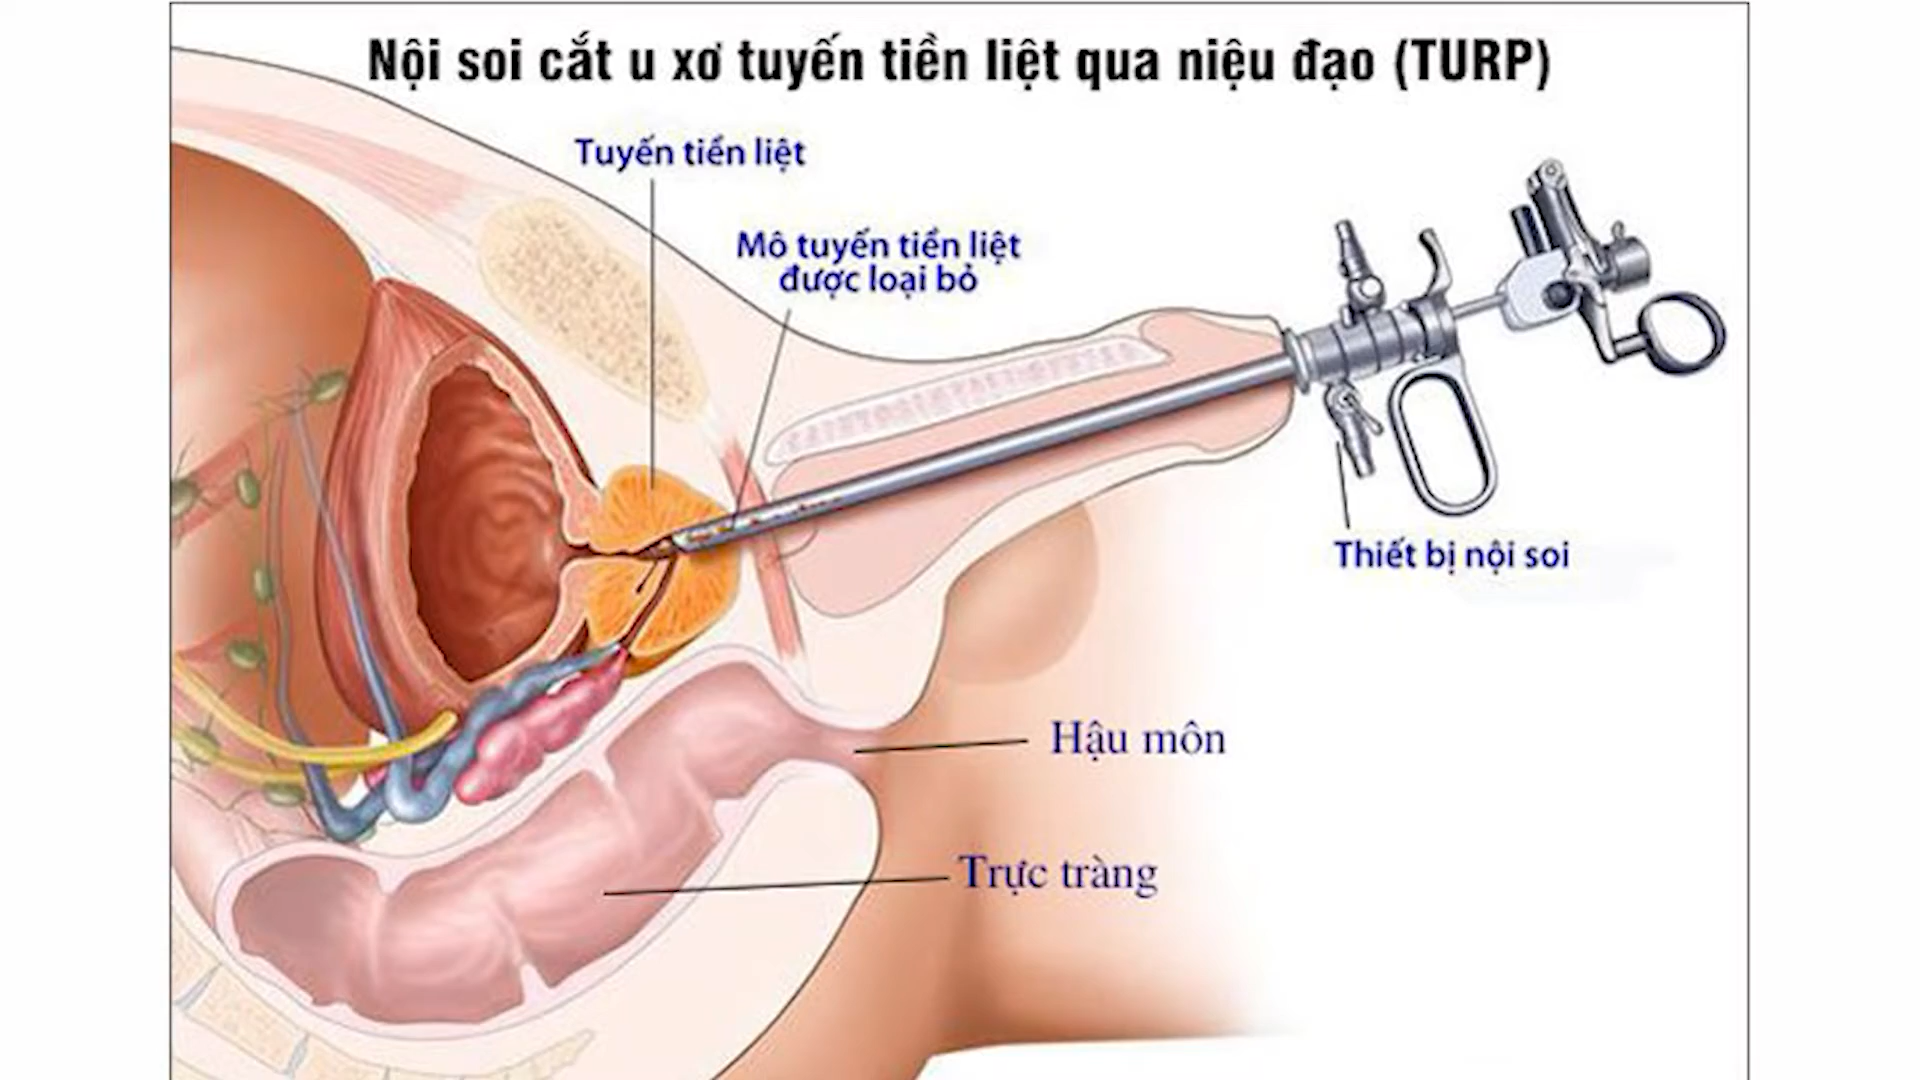 Nội soi cắt u xơ tuyến tiền liệt qua niệu đạo (TURP)
Tuyến tiền liệt
Mô tuyến tiền liệt
được loại bỏ
Thiết bị nội soi
Hậu môn
Trực tràng